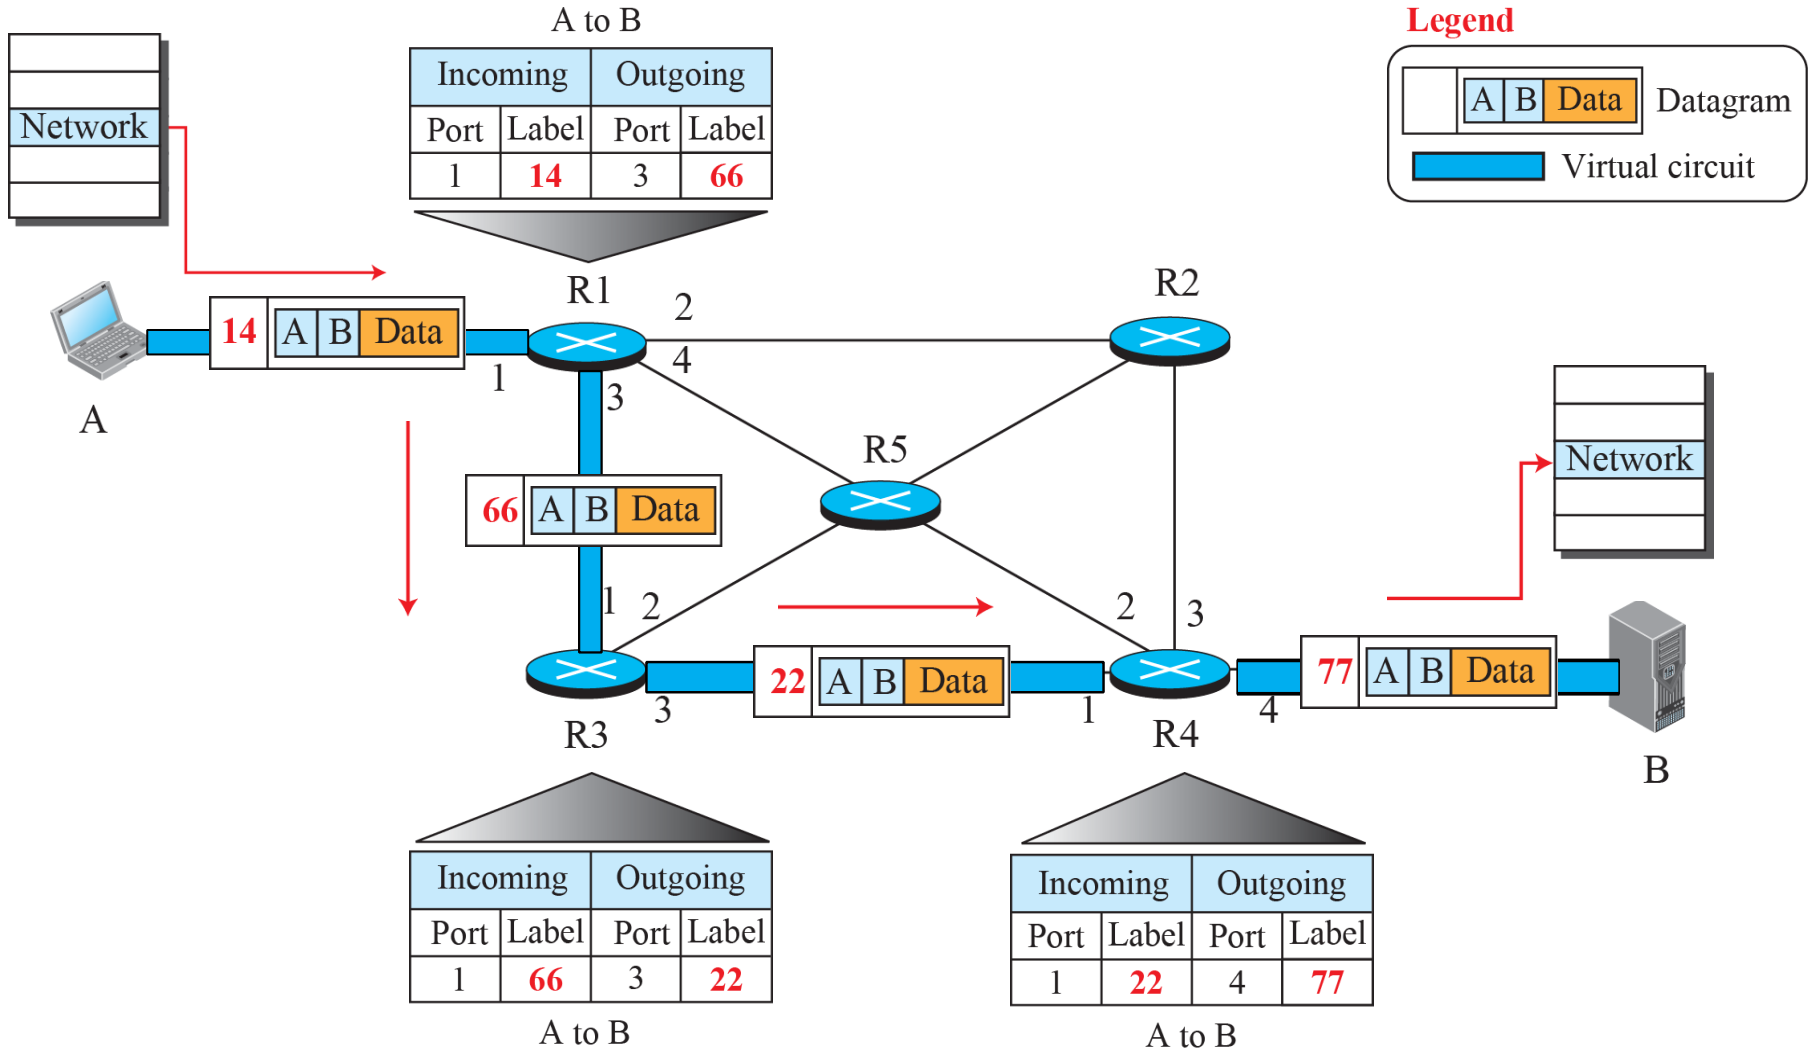 A to B
Legend
Incoming Outgoing
Port Label Port Label
1 14 3 66
A B Data Datagram
Virtual circuit
Network
R1
R2
14 A B Data
1
2
4
3
A
R5
Network
66 A B Data
1
2
2
3
22 A B Data
77 A B Data
3
1
4
R3
R4
B
Incoming Outgoing
Port Label Port Label
1 66 3 22
A to B
Incoming Outgoing
Port Label Port Label
1 22 4 77
A to B